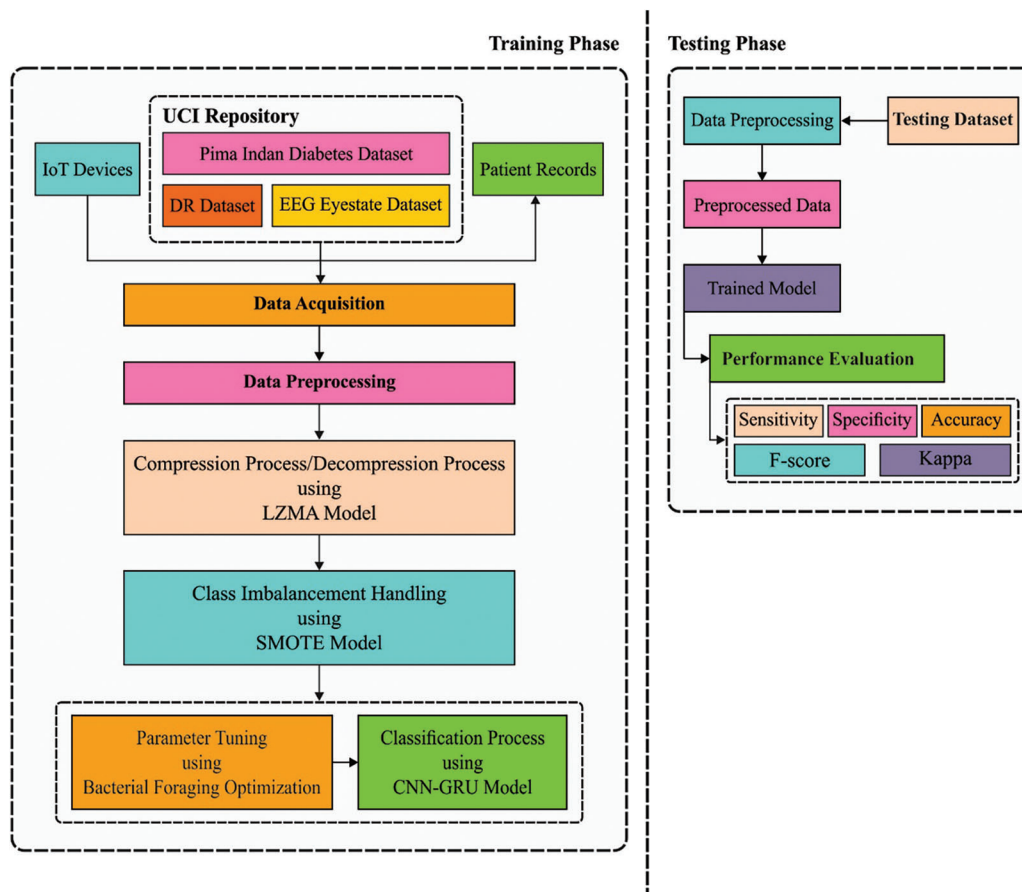 Training Phase
UCI Repository
Pima Indan Diabetes Dataset
IoT Devices
Patient Records
DR Dataset
EEG Eyestate Dataset
Data Acquisition
Data Preprocessing
Compression Process/Decompression Process
using
LZMA Model
Class Imbalancement Handling
using
SMOTE Model
Parameter Tuning
using
Bacterial Foraging Optimization
Classification Process
using
CNN-GRU Model
Testing Phase
Data Preprocessing
Testing Dataset
Preprocessed Data
Trained Model
Performance Evaluation
Sensitivity
Specificity
Accuracy
F-score
Kappa